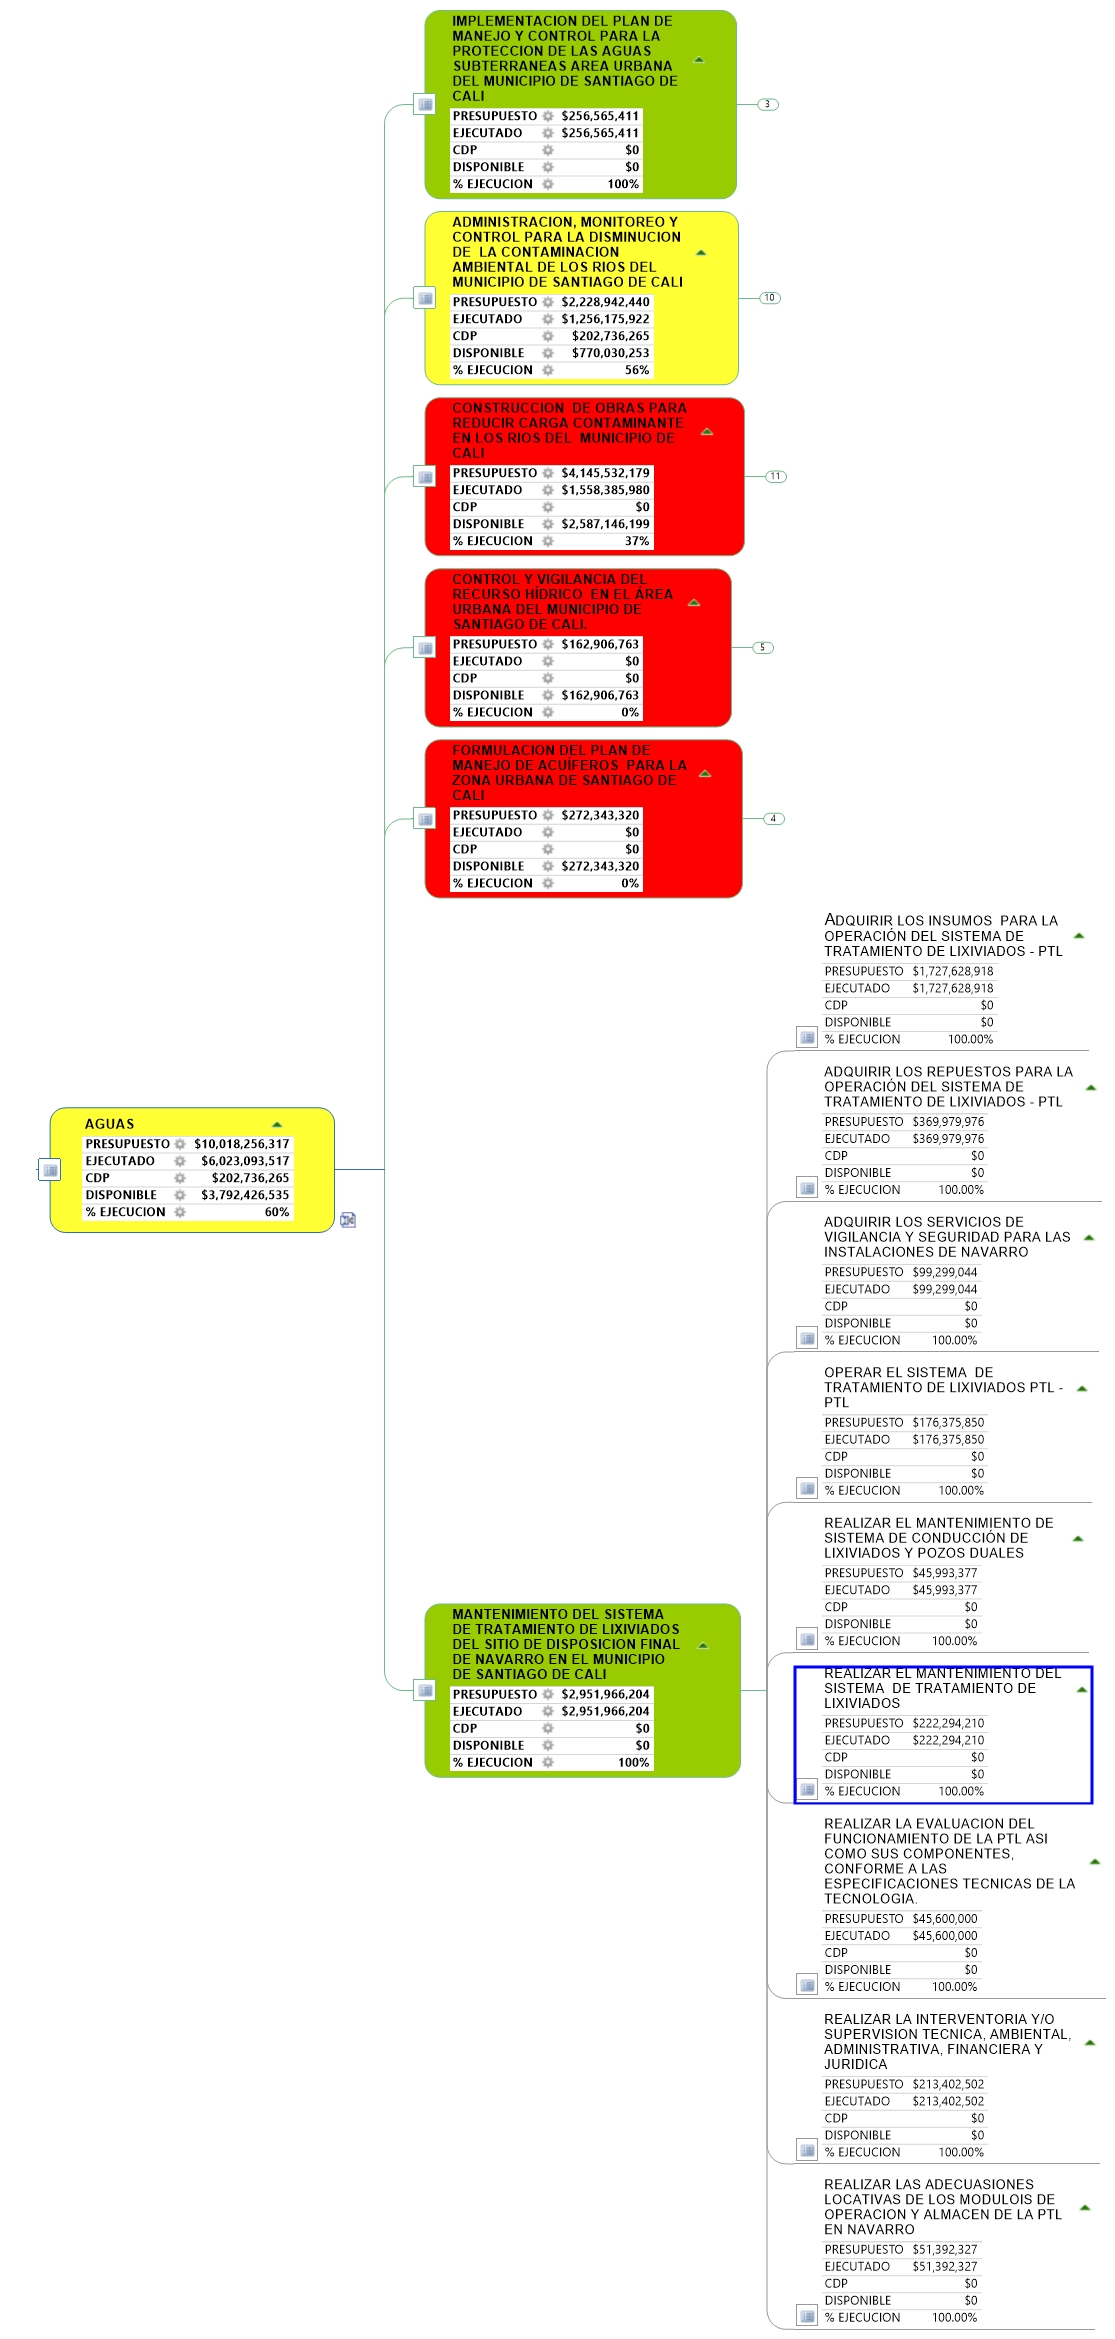 IMPLEMENTACION DEL PLAN DE
MANEJO Y CONTROL PARA LA
PROTECCION DE LAS AGUAS
SUBTERRANEAS AREA URBANA
DEL MUNICIPIO DE SANTIAGO DE
CALI
PRESUPUESTO $256,565,411
EJECUTADO $256,565,411
CDP $0
DISPONIBLE $0
% EJECUCION 100%
3
ADMINISTRACION, MONITOREO Y
CONTROL PARA LA DISMINUCION
DE LA CONTAMINACION
AMBIENTAL DE LOS RIOS DEL
MUNICIPIO DE SANTIAGO DE CALI
PRESUPUESTO $2,228,942,440
EJECUTADO $1,256,175,922
CDP $202,736,265
DISPONIBLE $770,030,253
% EJECUCION 56%
10
CONSTRUCCION DE OBRAS PARA
REDUCIR CARGA CONTAMINANTE
EN LOS RIOS DEL MUNICIPIO DE
CALI
PRESUPUESTO $4,145,532,179
EJECUTADO $1,558,385,980
CDP $0
DISPONIBLE $2,587,146,199
% EJECUCION 37%
11
CONTROL Y VIGILANCIA DEL
RECURSO HÍDRICO EN EL ÁREA
URBANA DEL MUNICIPIO DE
SANTIAGO DE CALI.
PRESUPUESTO $162,906,763
EJECUTADO $0
CDP $0
DISPONIBLE $162,906,763
% EJECUCION 0%
5
FORMULACION DEL PLAN DE
MANEJO DE ACUÍFEROS PARA LA
ZONA URBANA DE SANTIAGO DE
CALI
PRESUPUESTO $272,343,320
EJECUTADO $0
CDP $0
DISPONIBLE $272,343,320
% EJECUCION 0%
4
AGUAS
PRESUPUESTO $10,018,256,317
EJECUTADO $6,023,093,517
CDP $202,736,265
DISPONIBLE $3,792,426,535
% EJECUCION 60%
MANTENIMIENTO DEL SISTEMA
DE TRATAMIENTO DE LIXIVIADOS
DEL SITIO DE DISPOSICION FINAL
DE NAVARRO EN EL MUNICIPIO
DE SANTIAGO DE CALI
PRESUPUESTO $2,951,966,204
EJECUTADO $2,951,966,204
CDP $0
DISPONIBLE $0
% EJECUCION 100%
ADQUIRIR LOS INSUMOS PARA LA
OPERACIÓN DEL SISTEMA DE
TRATAMIENTO DE LIXIVIADOS - PTL
PRESUPUESTO $1,727,628,918
EJECUTADO $1,727,628,918
CDP $0
DISPONIBLE $0
% EJECUCION 100.00%
ADQUIRIR LOS REPUESTOS PARA LA
OPERACIÓN DEL SISTEMA DE
TRATAMIENTO DE LIXIVIADOS - PTL
PRESUPUESTO $369,979,976
EJECUTADO $369,979,976
CDP $0
DISPONIBLE $0
% EJECUCION 100.00%
ADQUIRIR LOS SERVICIOS DE
VIGILANCIA Y SEGURIDAD PARA LAS
INSTALACIONES DE NAVARRO
PRESUPUESTO $99,299,044
EJECUTADO $99,299,044
CDP $0
DISPONIBLE $0
% EJECUCION 100.00%
OPERAR EL SISTEMA DE
TRATAMIENTO DE LIXIVIADOS PTL -
PTL
PRESUPUESTO $176,375,850
EJECUTADO $176,375,850
CDP $0
DISPONIBLE $0
% EJECUCION 100.00%
REALIZAR EL MANTENIMIENTO DE
SISTEMA DE CONDUCCIÓN DE
LIXIVIADOS Y POZOS DUALES
PRESUPUESTO $45,993,377
EJECUTADO $45,993,377
CDP $0
DISPONIBLE $0
% EJECUCION 100.00%
REALIZAR EL MANTENIMIENTO DEL
SISTEMA DE TRATAMIENTO DE
LIXIVIADOS
PRESUPUESTO $222,294,210
EJECUTADO $222,294,210
CDP $0
DISPONIBLE $0
% EJECUCION 100.00%
REALIZAR LA EVALUACION DEL
FUNCIONAMIENTO DE LA PTL ASI
COMO SUS COMPONENTES,
CONFORME A LAS
ESPECIFICACIONES TECNICAS DE LA
TECNOLOGIA.
PRESUPUESTO $45,600,000
EJECUTADO $45,600,000
CDP $0
DISPONIBLE $0
% EJECUCION 100.00%
REALIZAR LA INTERVENTORIA Y/O
SUPERVISION TECNICA, AMBIENTAL,
ADMINISTRATIVA, FINANCIERA Y
JURIDICA
PRESUPUESTO $213,402,502
EJECUTADO $213,402,502
CDP $0
DISPONIBLE $0
% EJECUCION 100.00%
REALIZAR LAS ADECUASIONES
LOCATIVAS DE LOS MODULOIS DE
OPERACION Y ALMACEN DE LA PTL
EN NAVARRO
PRESUPUESTO $51,392,327
EJECUTADO $51,392,327
CDP $0
DISPONIBLE $0
% EJECUCION 100.00%